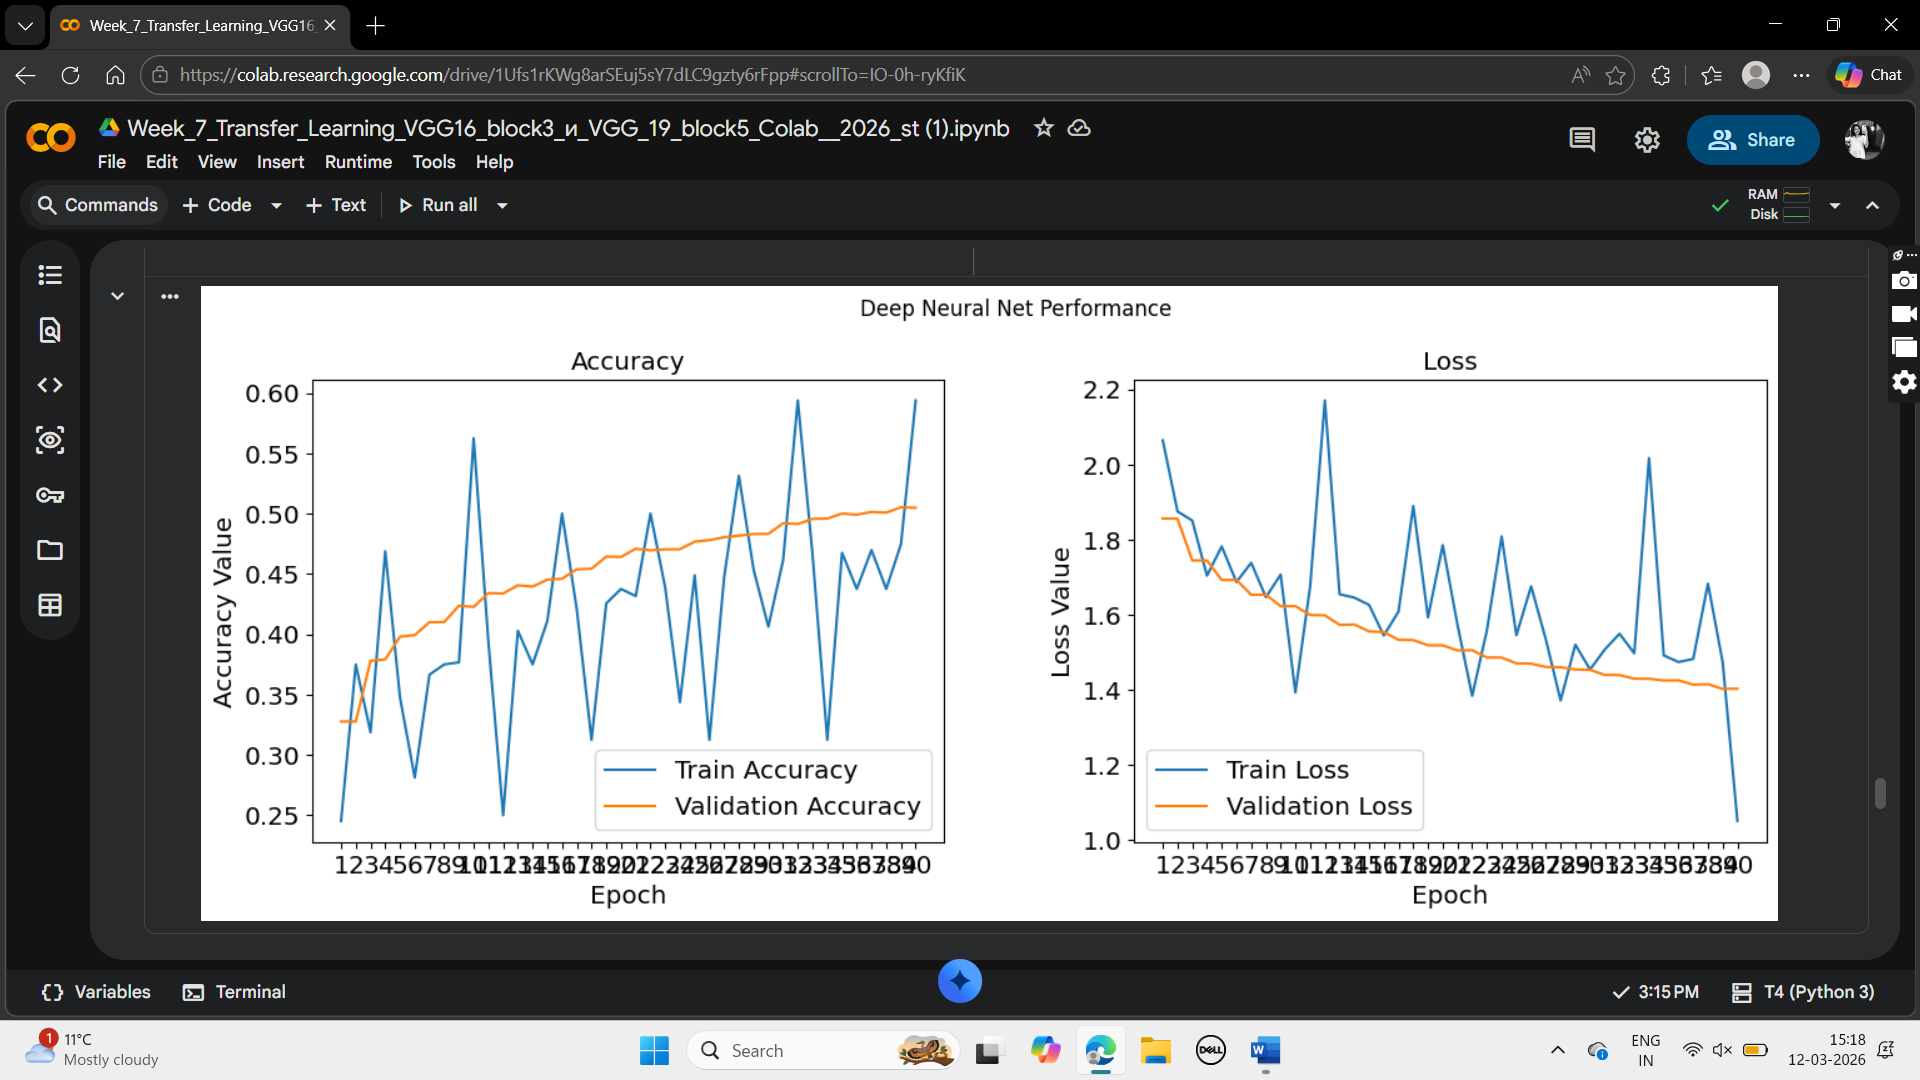 Week_7_Transfer_Learning_VGG16_
https://colab.research.google.com/drive/1Ufs1rKWg8arSEuj5sY7dLC9gzty6rFpp#scrollTo=IO-0h-ryKfiK
Chat
Week_7_Transfer_Learning_VGG16_block3_и_VGG_19_block5_Colab__2026_st (1).ipynb
Share
File Edit View Insert Runtime Tools Help
Commands + Code + Text Run all
RAM
Disk
Deep Neural Net Performance
Accuracy
0.60
0.55
0.50
0.45
0.40
0.35
0.30
0.25
Accuracy Value
Train Accuracy
Validation Accuracy
Epoch
Loss
2.2
2.0
1.8
1.6
1.4
1.2
1.0
Loss Value
Train Loss
Validation Loss
Epoch
Variables Terminal
3:15 PM
T4 (Python 3)
1
11°C
Mostly cloudy
Search
DELL
W
ENG
IN
15:18
12-03-2026